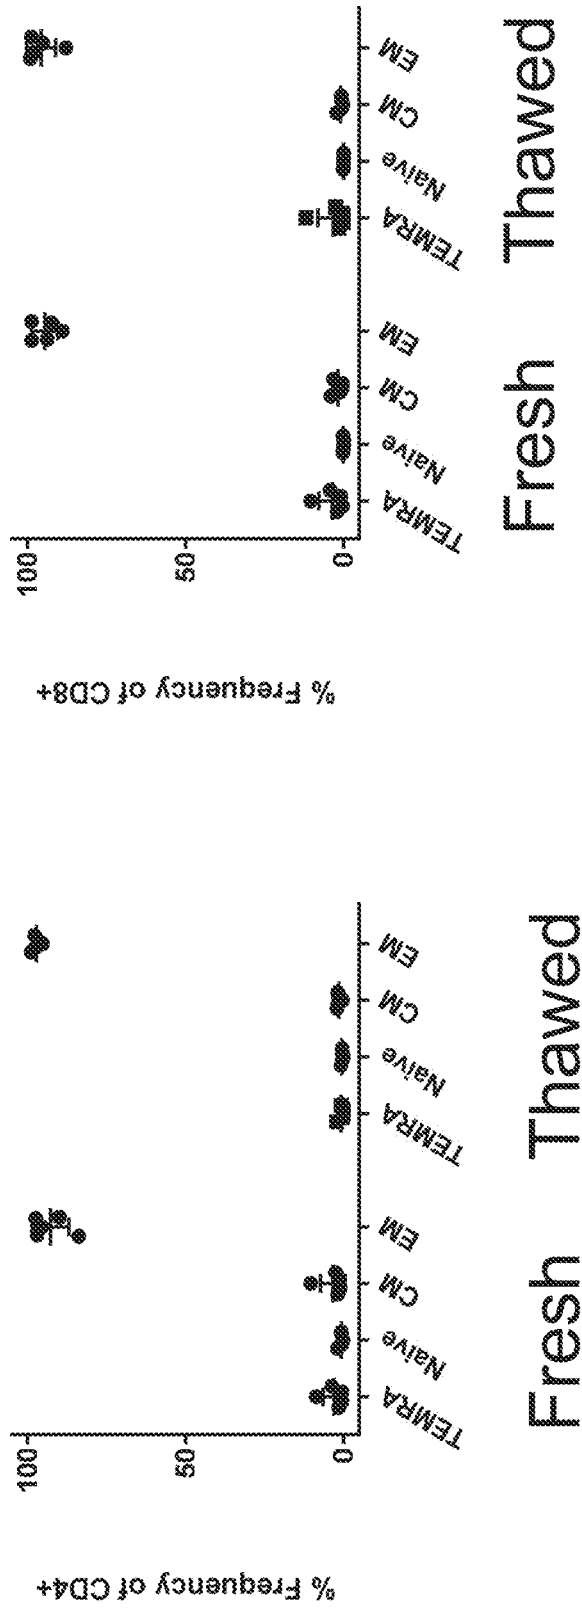 % Frequency of CD4+
100
50
0
TEMRA
Naive
CM
EM
TEMRA
Naive
CM
EM
Fresh Thawed
% Frequency of CD8+
100
50
0
TEMRA
Naive
CM
EM
TEMRA
Naive
CM
EM
Fresh Thawed